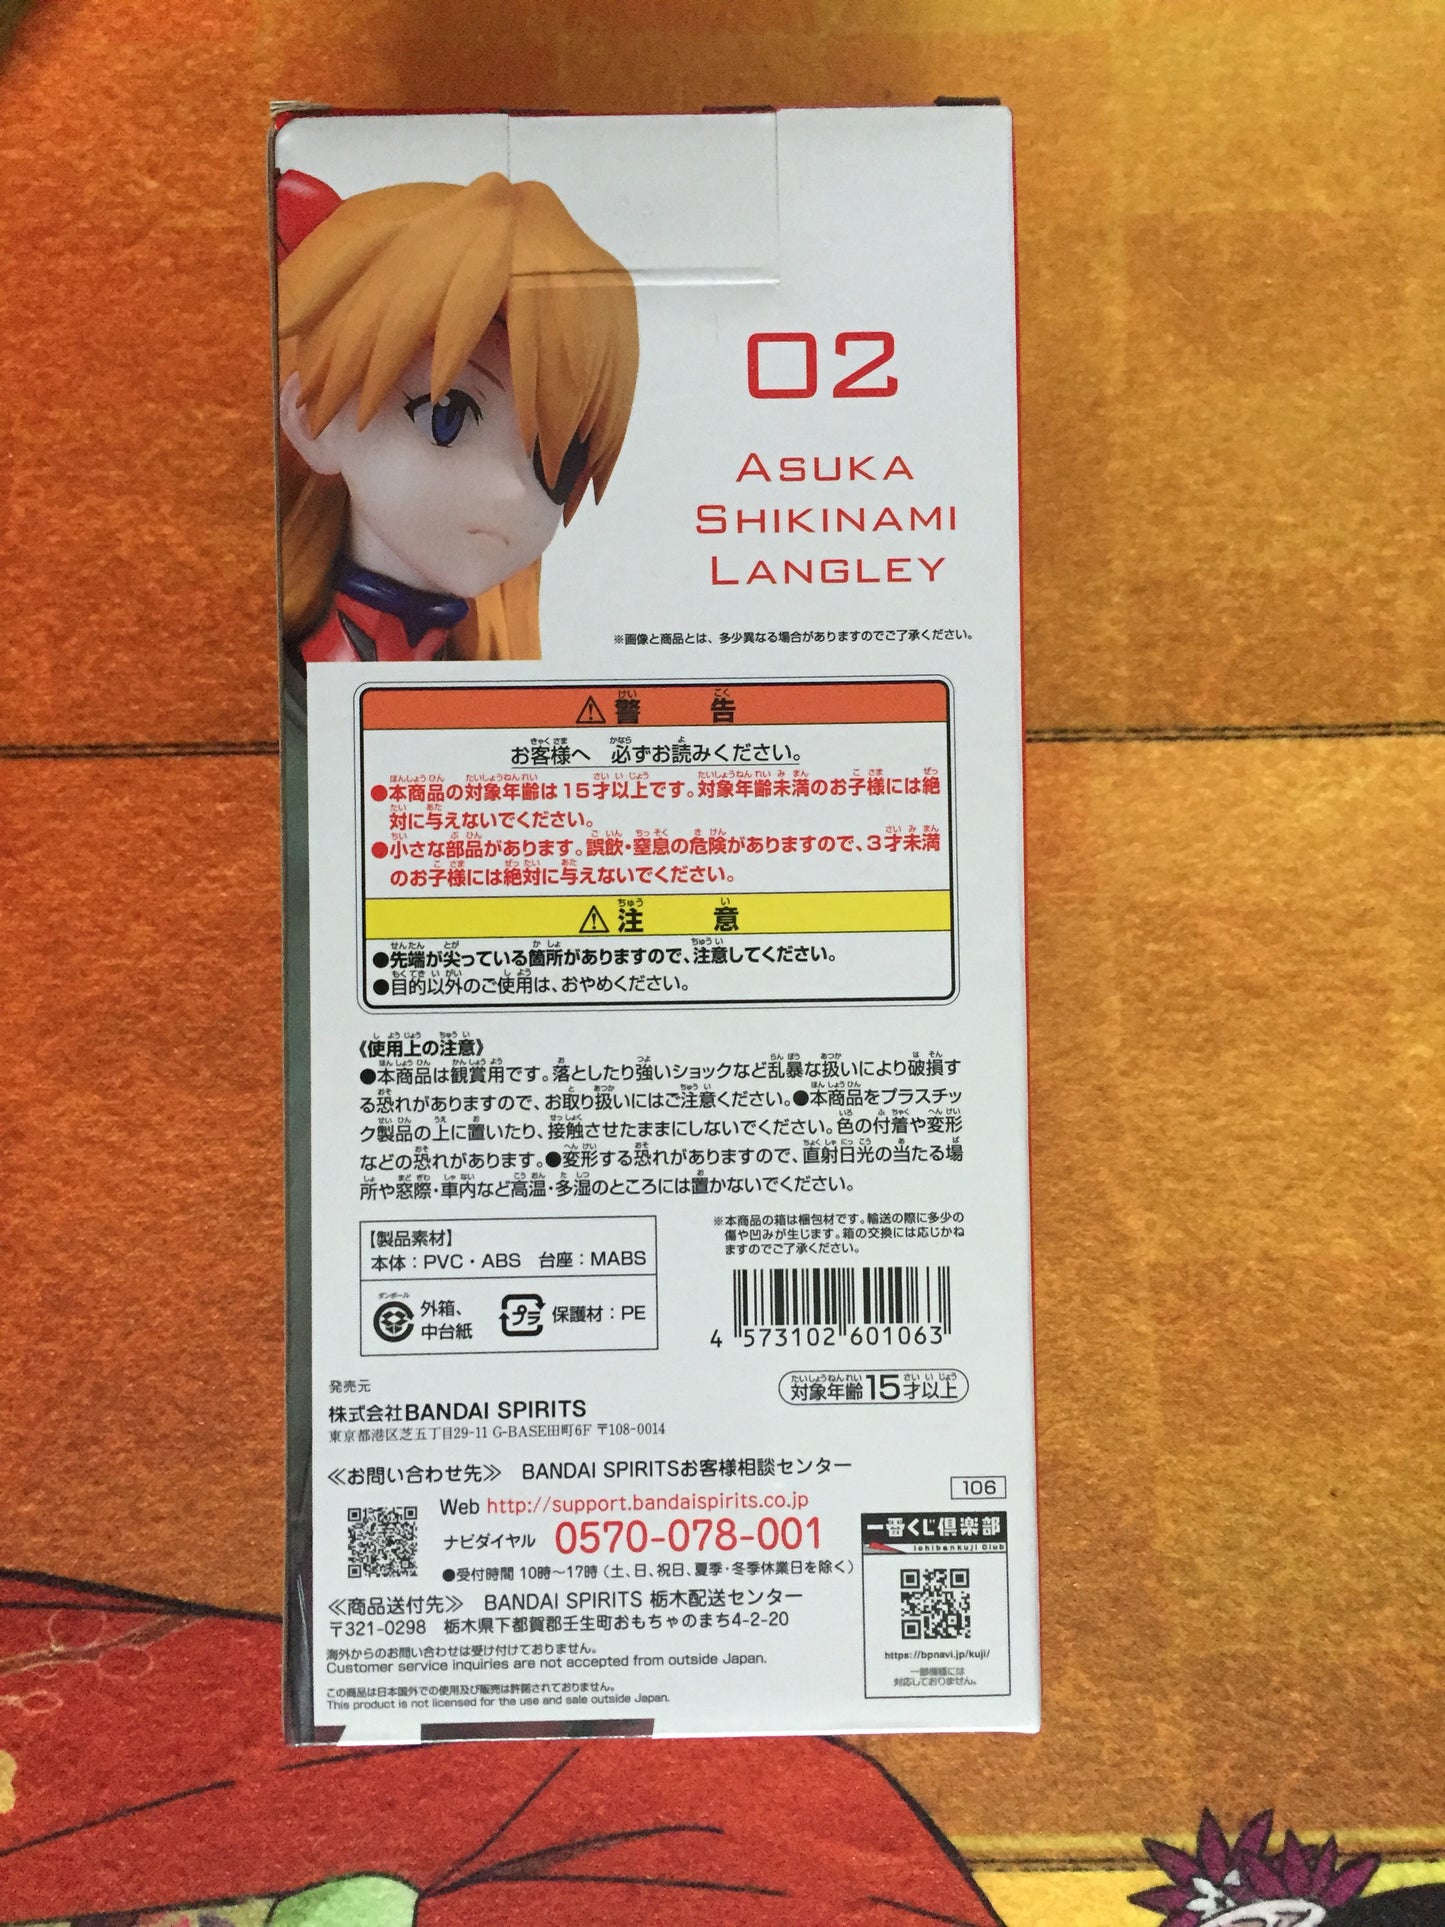 02
ASUKA
SHIKINAMI
LANGLEY
※画像と商品とは、多少異なる場合がありますのでご了承ください。
⚠警告
お客様へ 必ずお読みください。
●本商品の対象年齢は15才以上です。対象年齢未満のお子様には絶
対に与えないでください。
●小さな部品があります。誤飲・窒息の危険がありますので、3才未満
のお子様には絶対に与えないでください。
⚠注意
●先端が尖っている箇所がありますので、注意してください。
●目的以外のご使用は、おやめください。
《使用上の注意》
●本商品は観賞用です。落としたり強いショックなど乱暴な扱いにより破損す
る恐れがありますので、お取り扱いにはご注意ください。●本商品をプラスチッ
ク製品の上に置いたり、接触させたままにしないでください。色の付着や変形
などの恐れがあります。●変形する恐れがありますので、直射日光の当たる場
所や窓際・車内など高温・多湿のところには置かないでください。
【製品素材】
本体：PVC・ABS 台座：MABS
ダンボール
外箱、
中台紙
プラ
保護材：PE
※本商品の箱は梱包材です。輸送の際に多少の
傷や凹みが生じます。箱の交換には応じかね
ますのでご了承ください。
4 573102 601063
対象年齢15才以上
発売元
株式会社BANDAI SPIRITS
東京都港区芝五丁目29-11 G-BASE田町6F 〒108-0014
≪お問い合わせ先≫ BANDAI SPIRITSお客様相談センター
Web http://support.bandaispirits.co.jp
ナビダイヤル 0570-078-001
●受付時間 10時～17時（土、日、祝日、夏季・冬季休業日を除く）
≪商品送付先≫ BANDAI SPIRITS 栃木配送センター
〒321-0298 栃木県下都賀郡壬生町おもちゃのまち4-2-20
海外からのお問い合わせは受け付けておりません。
Customer service inquiries are not accepted from outside Japan.
この商品は日本国外での使用及び販売は許諾されておりません。
This product is not licensed for the use and sale outside Japan.
106
一番くじ倶楽部
Ichibankuji Club
https://bpnavi.jp/kuji/
一部機種には
対応しておりません。